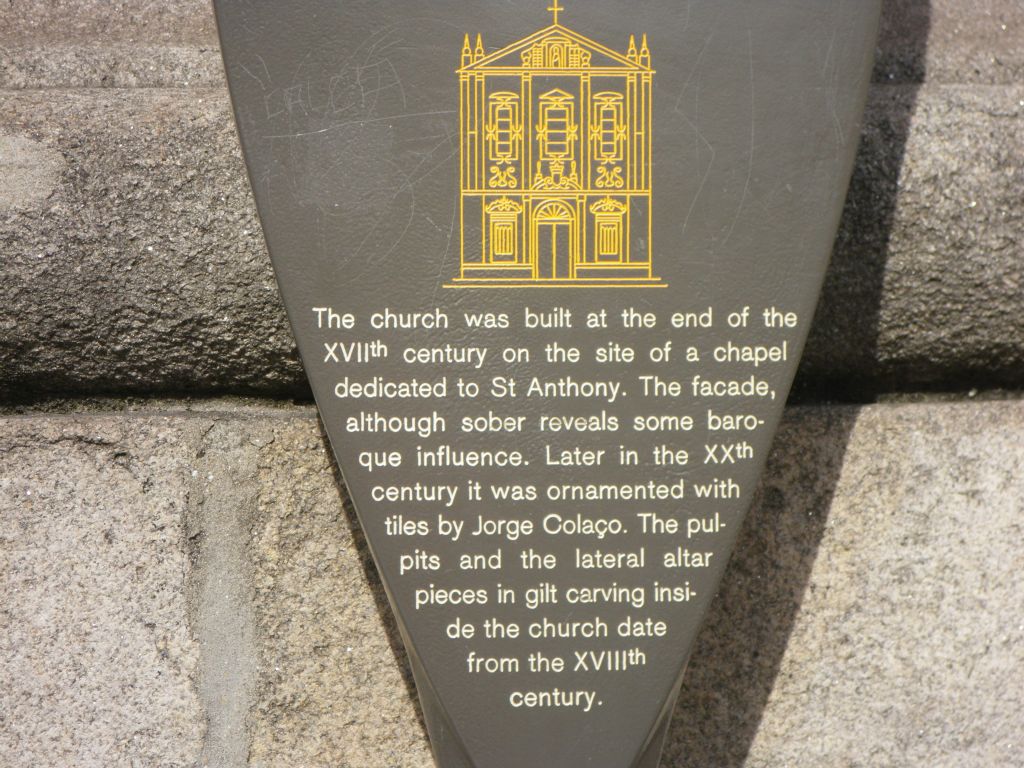 The church was built at the end of the
XVIIth century on the site of a chapel
dedicated to St Anthony. The facade,
although sober reveals some baro-
que influence. Later in the XXth
century it was ornamented with
tiles by Jorge Colaço. The pul-
pits and the lateral altar
pieces in gilt carving insi-
de the church date
from the XVIIIth
century.